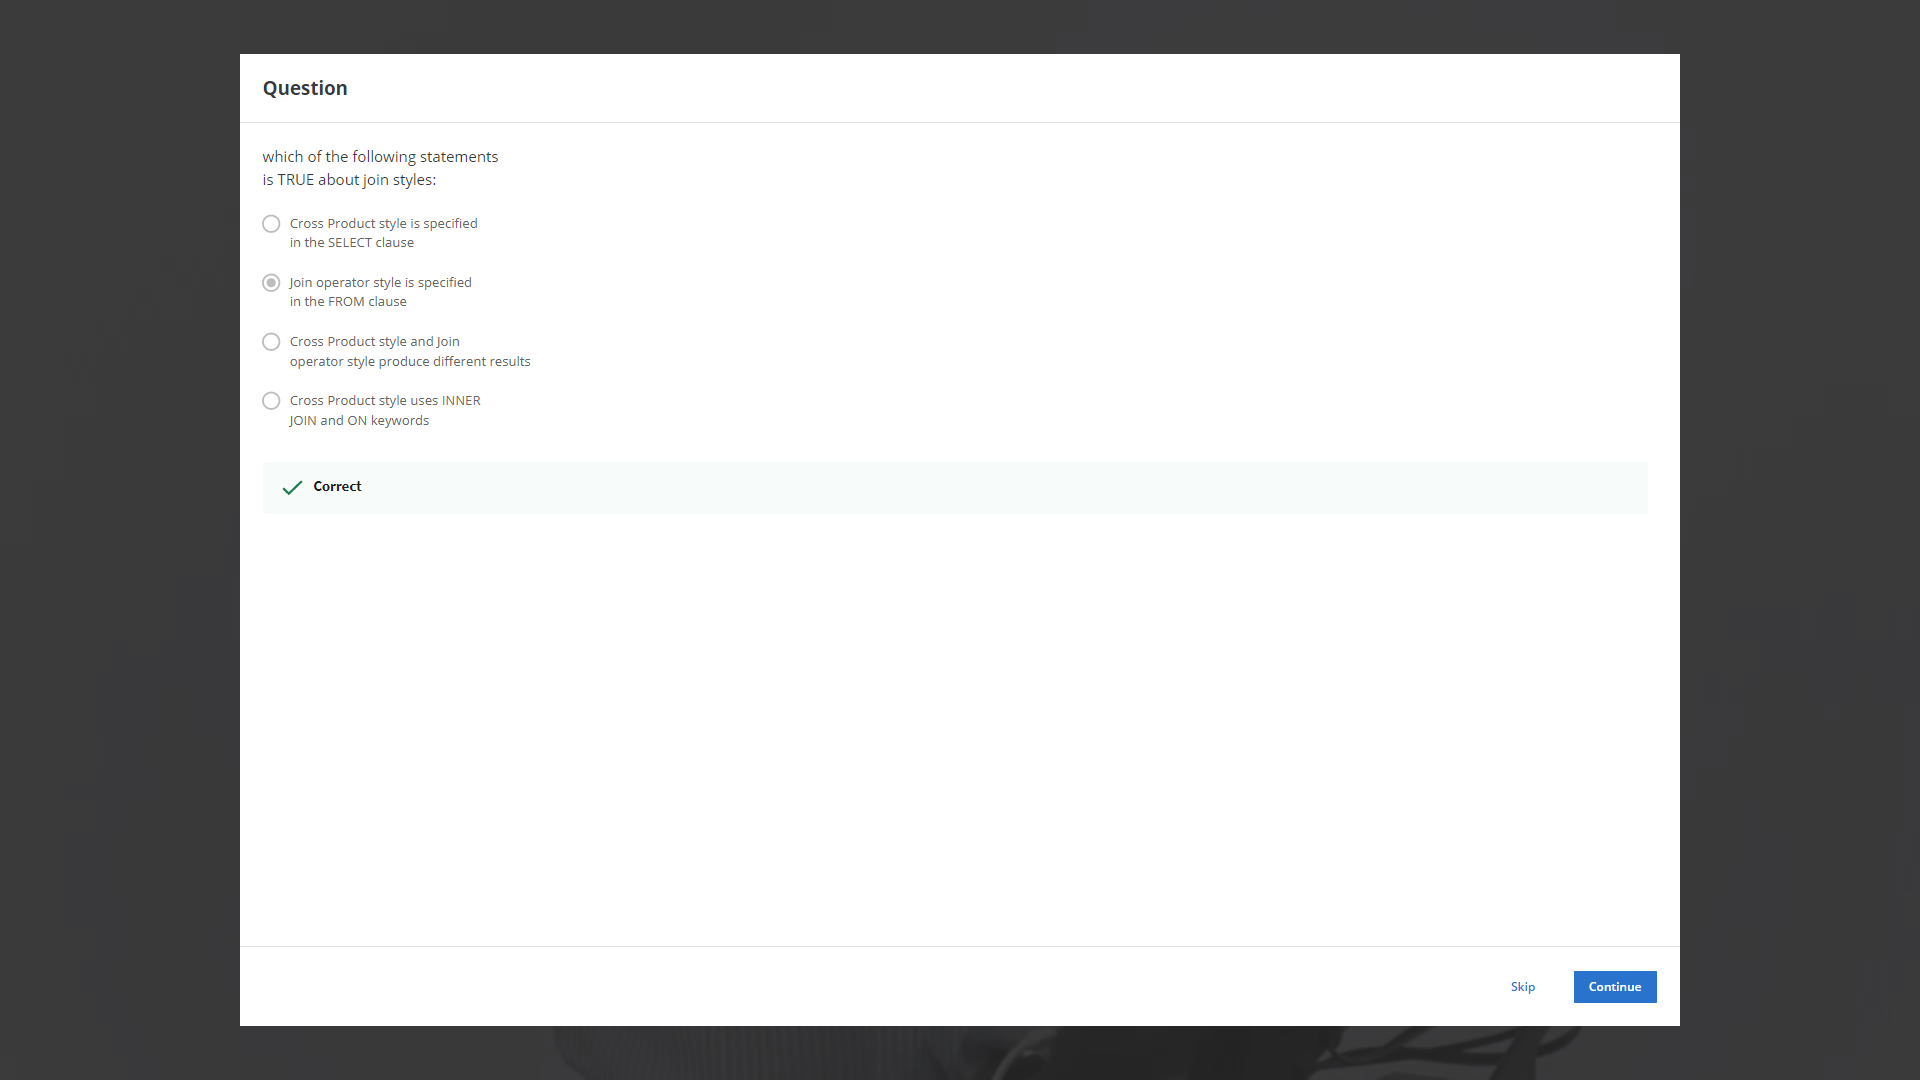 Question
which of the following statements
is TRUE about join styles:
Cross Product style is specified
in the SELECT clause
Join operator style is specified
in the FROM clause
Cross Product style and Join
operator style produce different results
Cross Product style uses INNER
JOIN and ON keywords
Correct
Skip
Continue